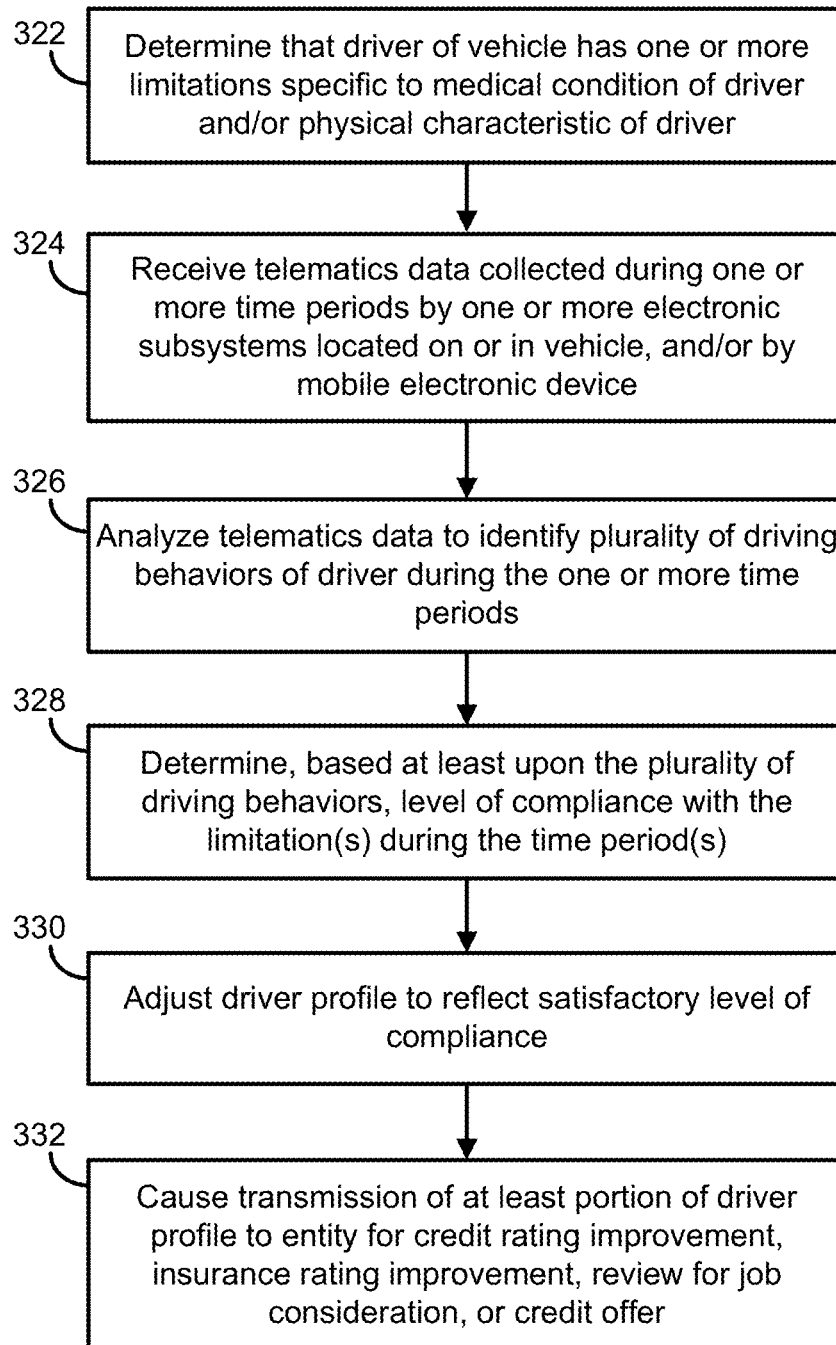 322
Determine that driver of vehicle has one or more
limitations specific to medical condition of driver
and/or physical characteristic of driver
324
Receive telematics data collected during one or
more time periods by one or more electronic
subsystems located on or in vehicle, and/or by
mobile electronic device
326
Analyze telematics data to identify plurality of driving
behaviors of driver during the one or more time
periods
328
Determine, based at least upon the plurality of
driving behaviors, level of compliance with the
limitation(s) during the time period(s)
330
Adjust driver profile to reflect satisfactory level of
compliance
332
Cause transmission of at least portion of driver
profile to entity for credit rating improvement,
insurance rating improvement, review for job
consideration, or credit offer